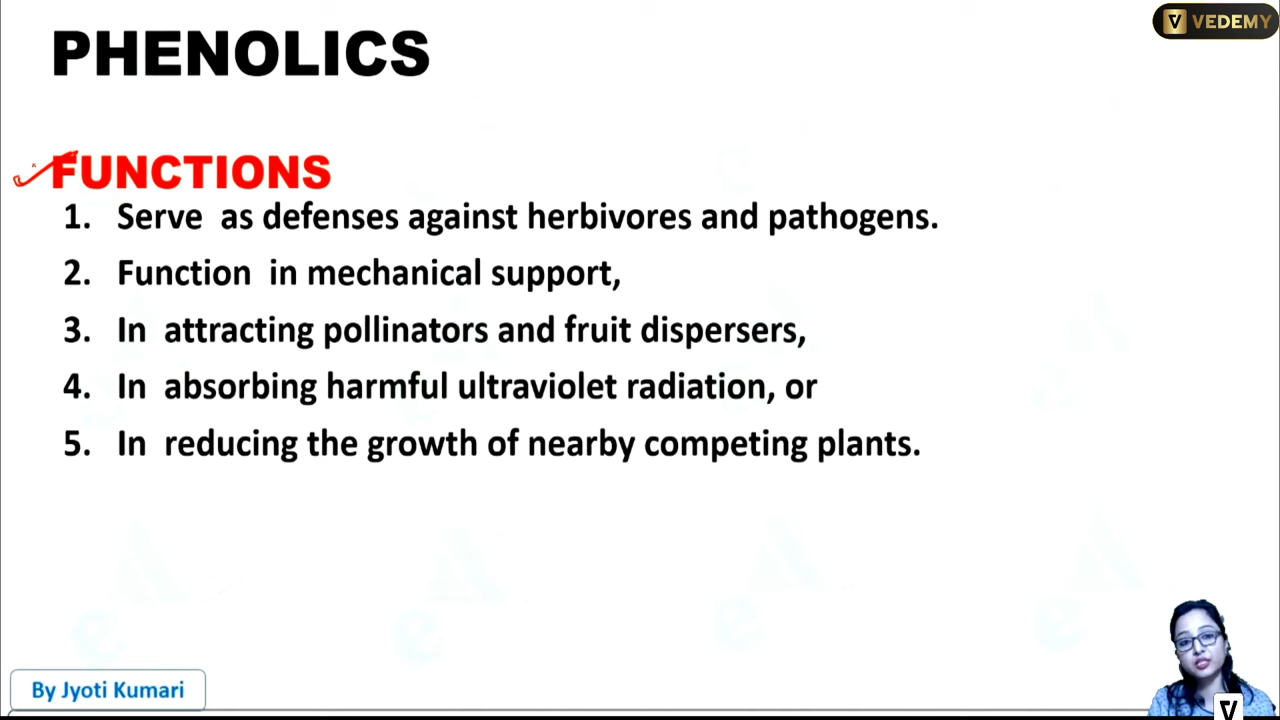 VEDEMY
PHENOLICS
FUNCTIONS
1. Serve as defenses against herbivores and pathogens.
2. Function in mechanical support,
3. In attracting pollinators and fruit dispersers,
4. In absorbing harmful ultraviolet radiation, or
5. In reducing the growth of nearby competing plants.
By Jyoti Kumari